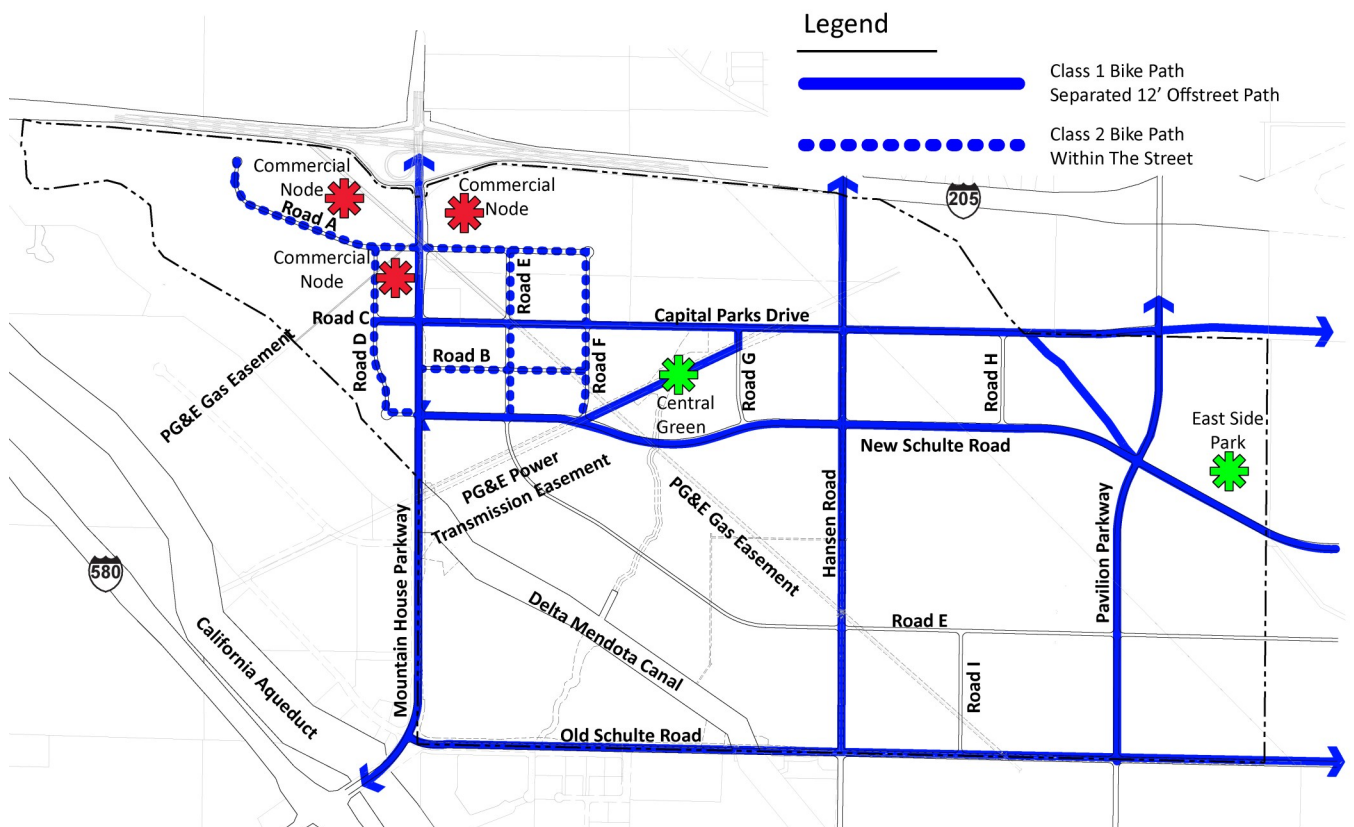 Legend
Class 1 Bike Path
Separated 12' Offstreet Path
Class 2 Bike Path
Within The Street
Commercial
Node
Commercial
Node
205
Road A
Commercial
Node
Road E
Road C
Capital Parks Drive
Road D
Road B
Road F
Road G
Road H
PG&E Gas Easement
Central
Green
East Side
Park
New Schulte Road
PG&E Power
Transmission Easement
PG&E Gas Easement
Hansen Road
Pavilion Parkway
Mountain House Parkway
580
California Aqueduct
Delta Mendota Canal
Road E
Road I
Old Schulte Road